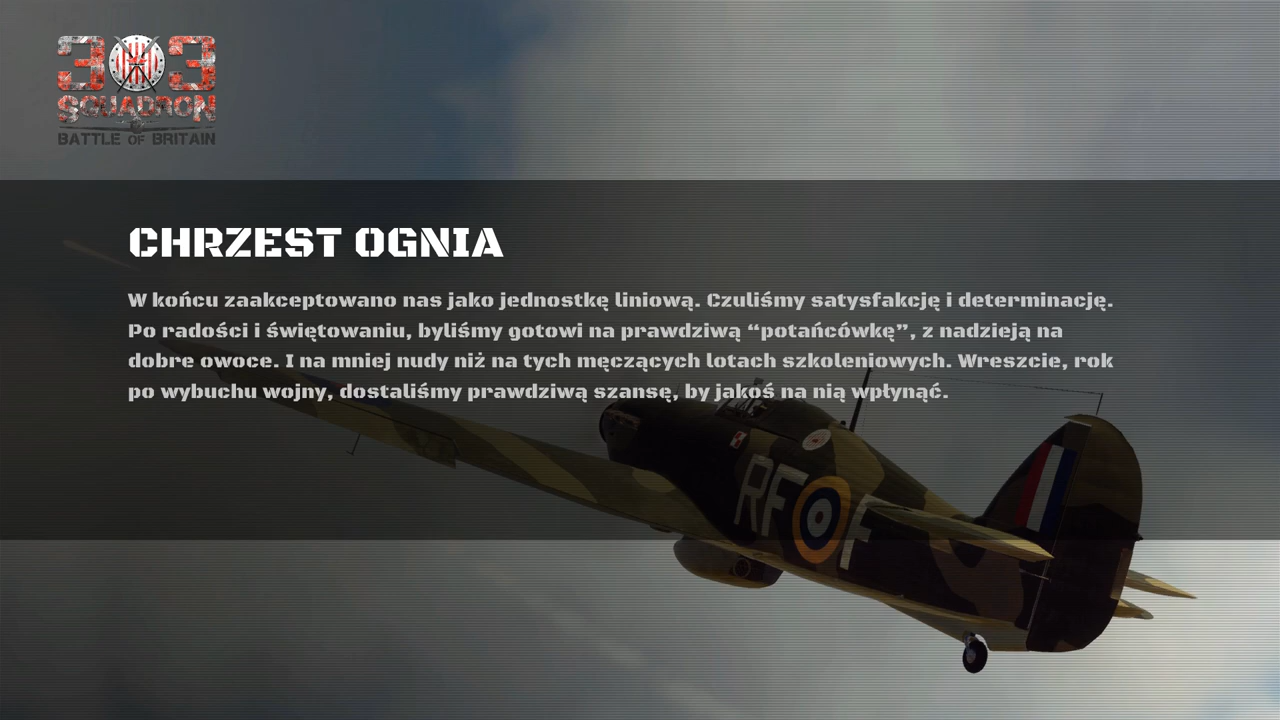 303
SQUADRON
BATTLE OF BRITAIN
CHRZEST OGNIA
W końcu zaakceptowano nas jako jednostkę liniową. Czuliśmy satysfakcję i determinację.
Po radości i świętowaniu, byliśmy gotowi na prawdziwą “potańcówkę”, z nadzieją na
dobre owoce. I na mniej nudy niż na tych męczących lotach szkoleniowych. Wreszcie, rok
po wybuchu wojny, dostaliśmy prawdziwą szansę, by jakoś na nią wpłynąć.
RF F